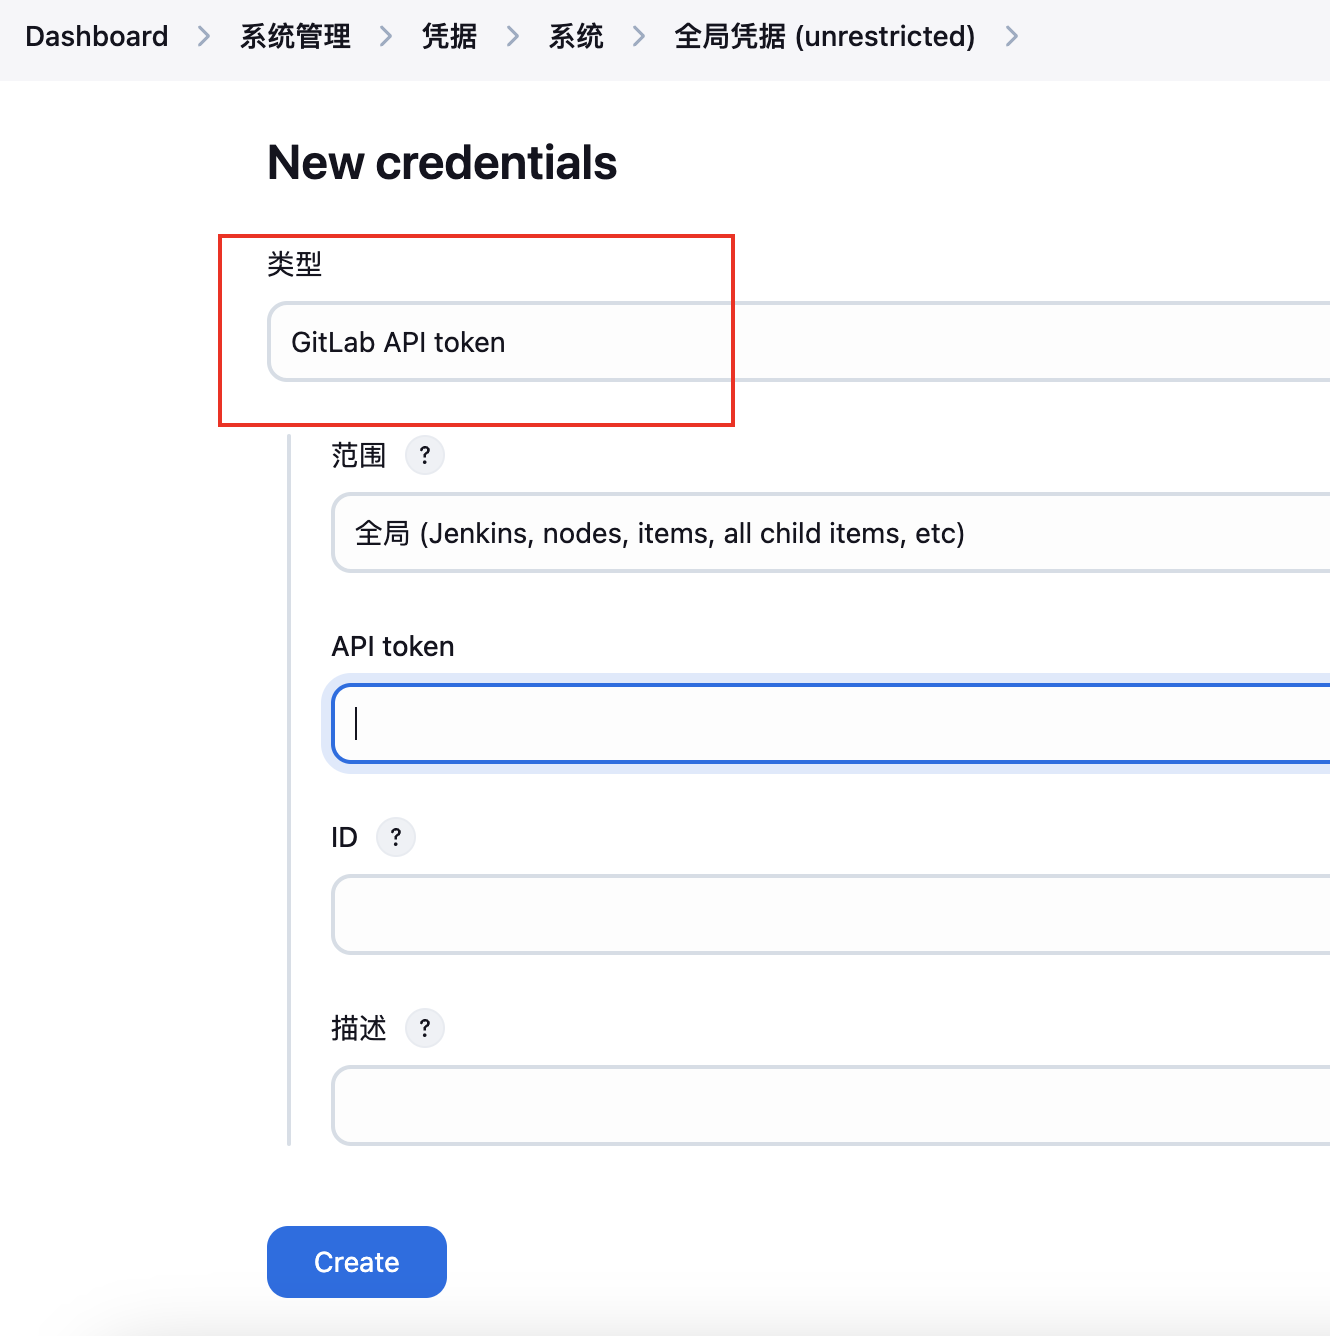 Dashboard > 系统管理 > 凭据 > 系统 > 全局凭据 (unrestricted) >
New credentials
类型
GitLab API token
范围 ?
全局 (Jenkins, nodes, items, all child items, etc)
API token
ID ?
描述 ?
Create